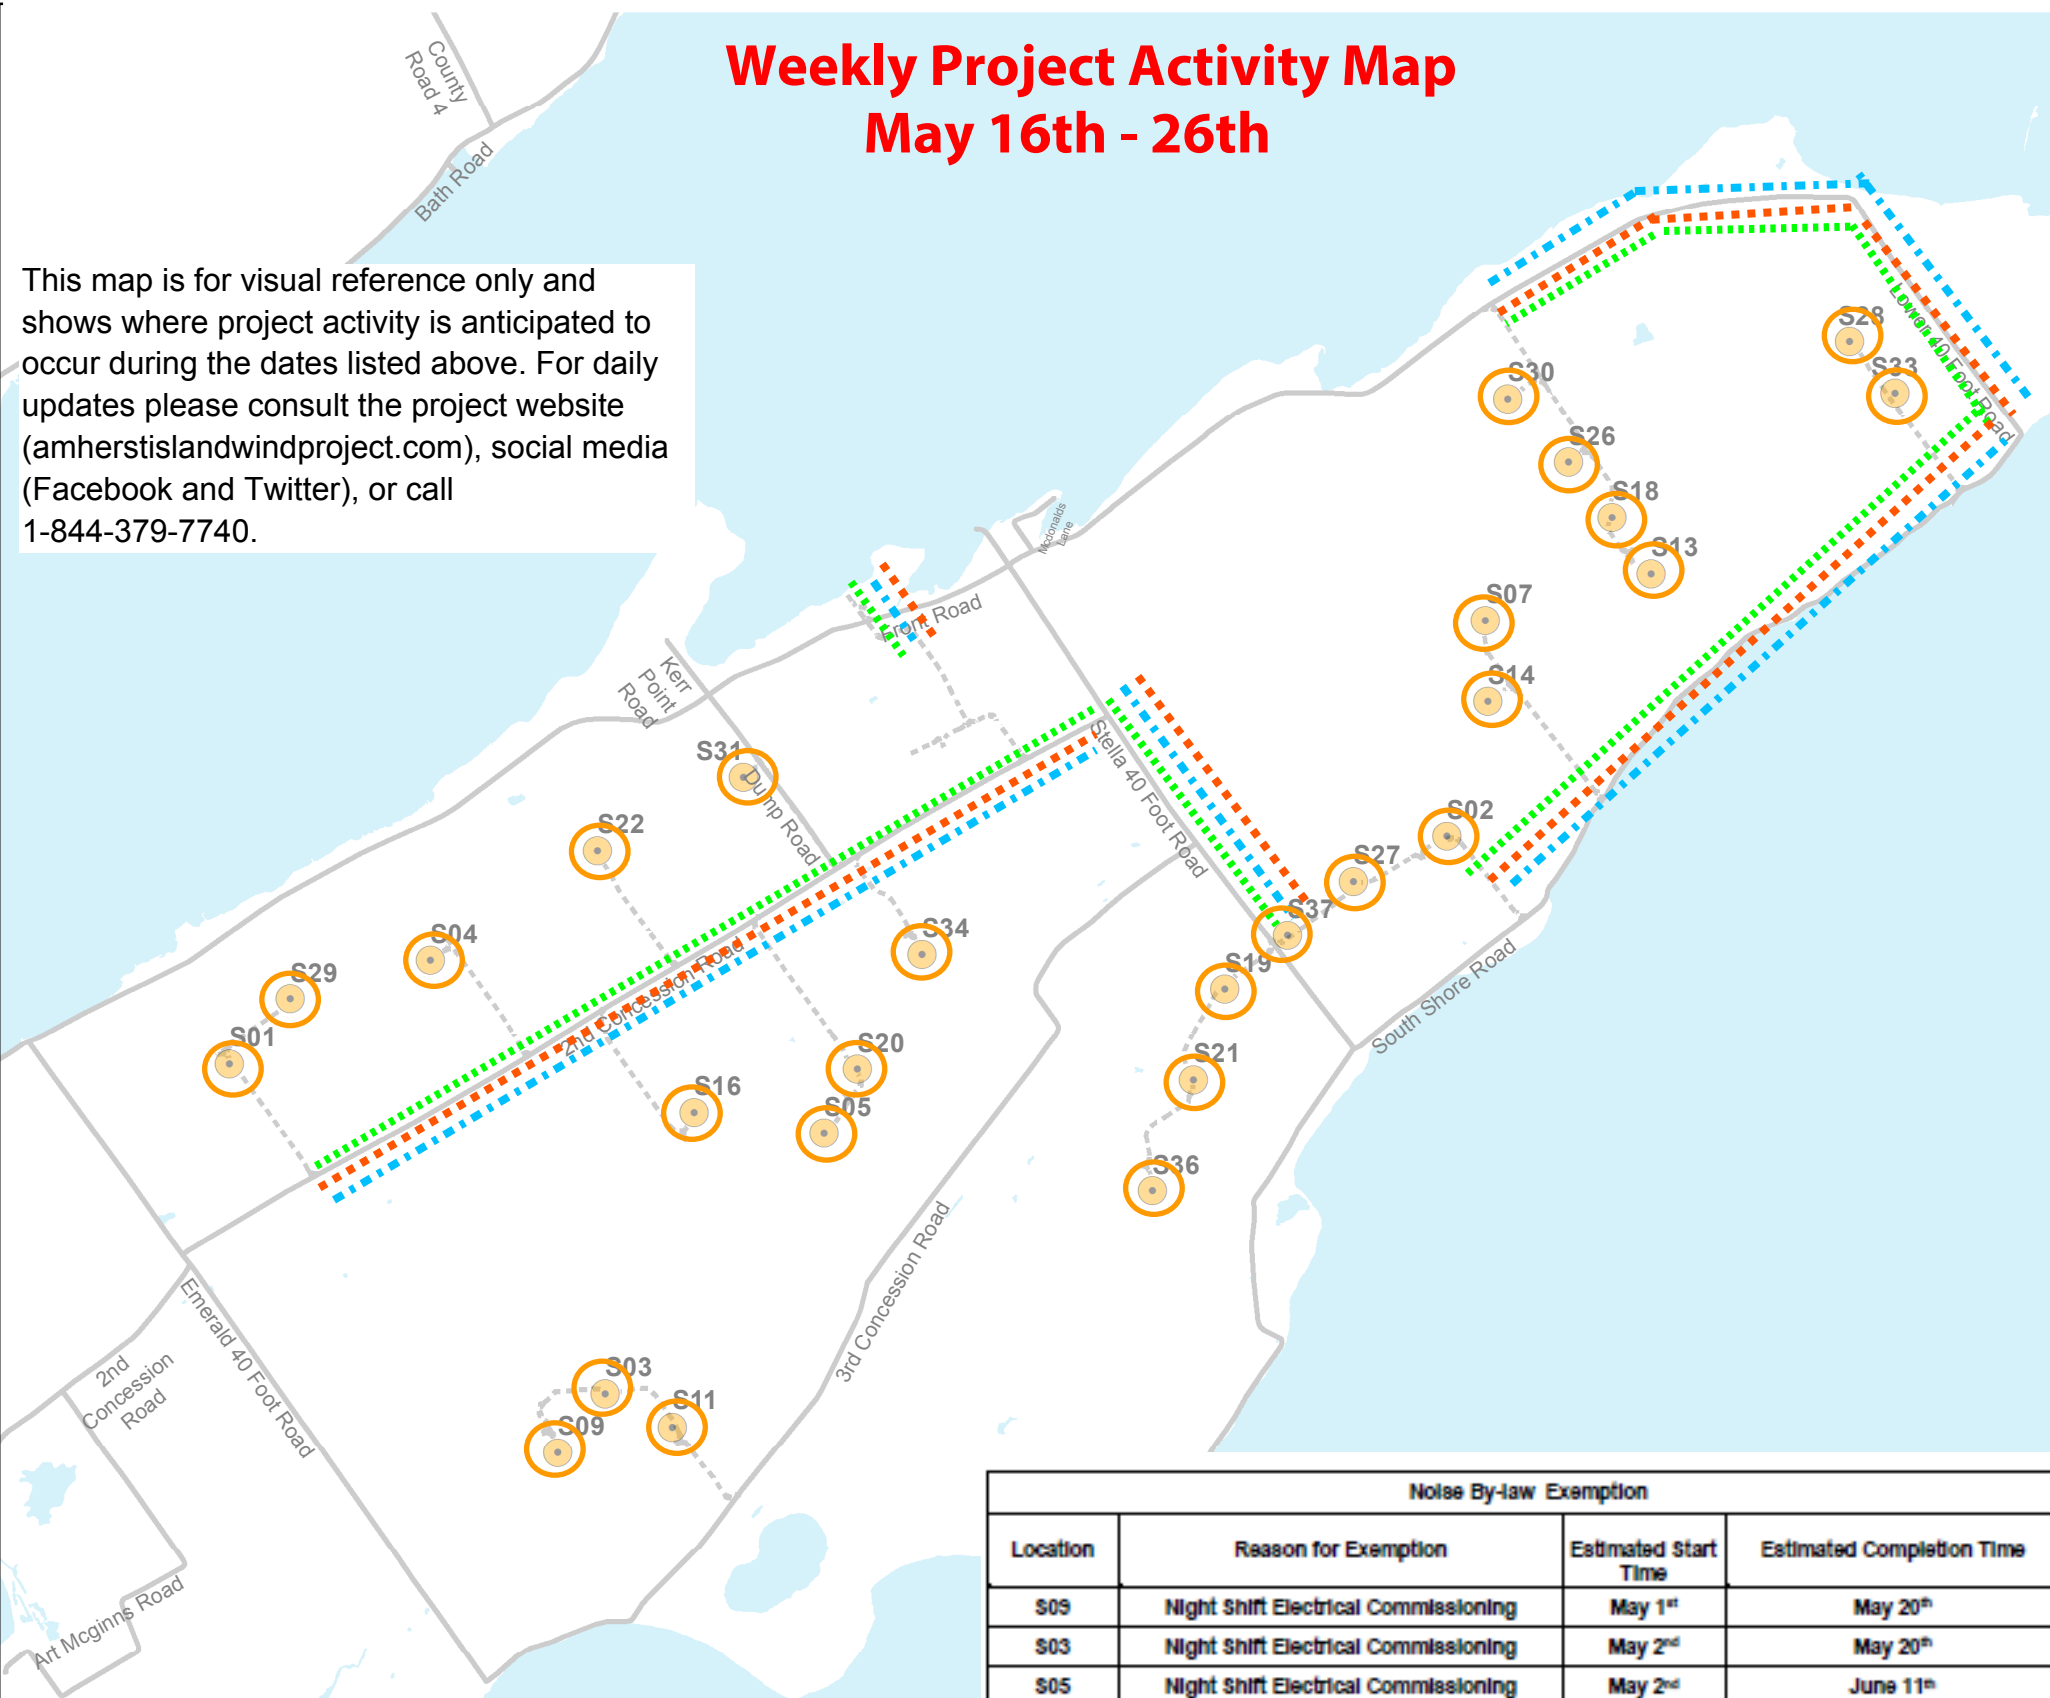 Weekly Project Activity Map
May 16th - 26th
County
Road 4
Bath Road
This map is for visual reference only and
shows where project activity is anticipated to
occur during the dates listed above. For daily
updates please consult the project website
(amherstislandwindproject.com), social media
(Facebook and Twitter), or call
1-844-379-7740.
S28
Lower 40 Foot Road
S33
S30
S26
S18
S13
Mcdonalds
Lane
Front Road
S07
S14
Kerr
Point
Road
S31
Dump Road
Stella 40 Foot Road
S22
S02
S27
S37
S04
S34
2nd Concession Road
S19
South Shore Road
S29
S01
S20
S21
S16
S05
S36
3rd Concession Road
Emerald 40 Foot Road
2nd
Concession
Road
S03
S11
S09
Art Mcginns Road
Noise By-law Exemption
Location Reason for Exemption Estimated Start Time Estimated Completion Time
S09 Night Shift Electrical Commissioning May 1st May 20th
S03 Night Shift Electrical Commissioning May 2nd May 20th
S05 Night Shift Electrical Commissioning May 2nd June 11th